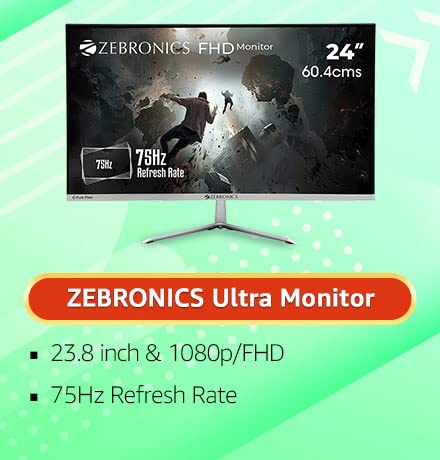 ZEBRONICS FHD Monitor
24”
60.4cms
75Hz
75Hz
Refresh Rate
ZEBRONICS
ZEBRONICS Ultra Monitor
23.8 inch & 1080p/FHD
75Hz Refresh Rate